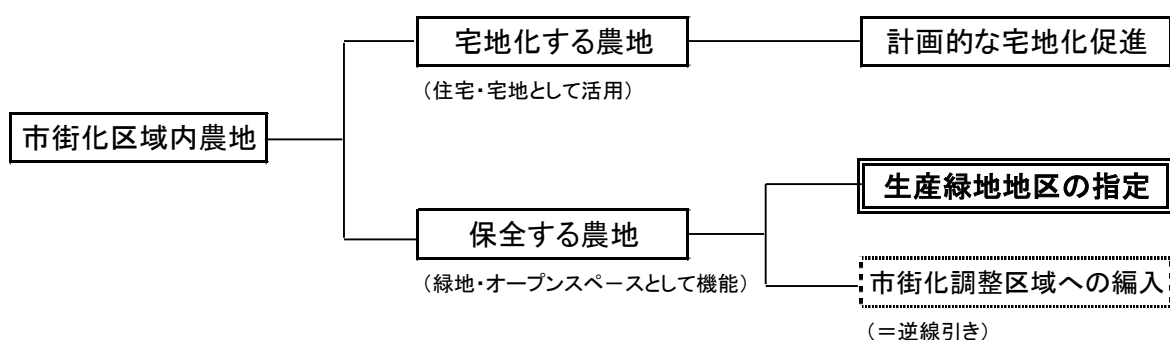 宅地化する農地
計画的な宅地化促進
（住宅・宅地として活用）
市街化区域内農地
生産緑地地区の指定
保全する農地
（緑地・オープンスペースとして機能）
市街化調整区域への編入
（＝逆線引き）